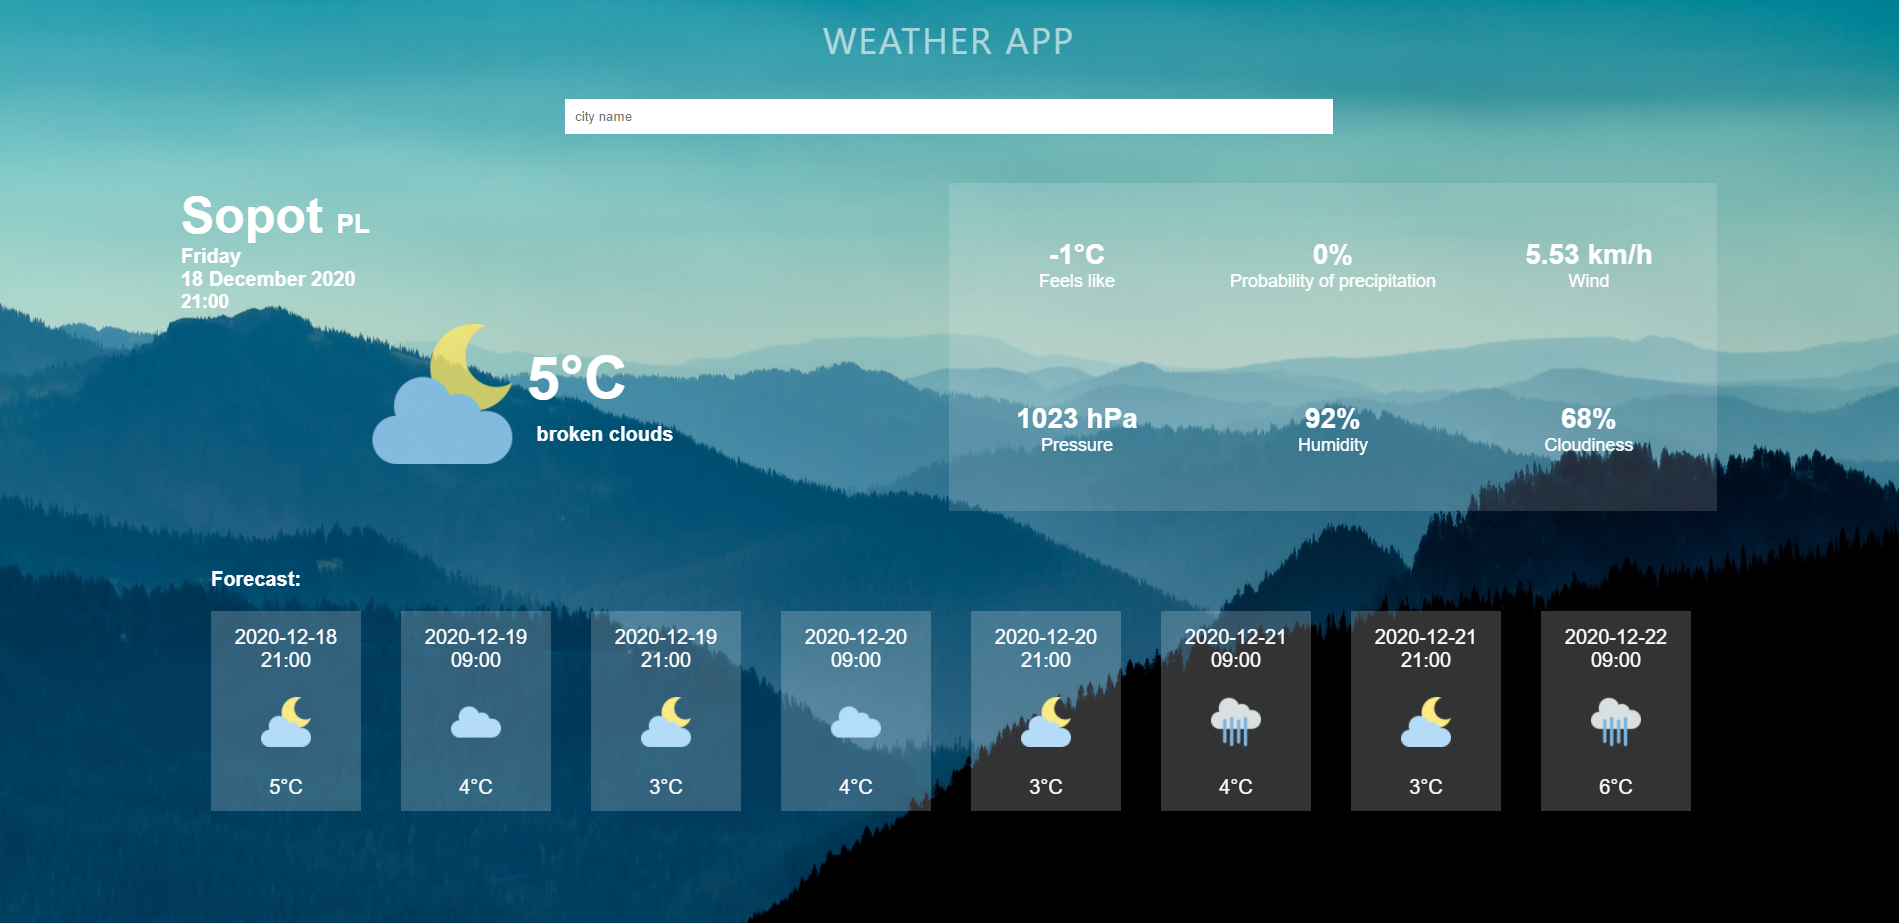 WEATHER APP
city name
Sopot PL
Friday
18 December 2020
21:00
5°C
broken clouds
-1°C
Feels like
0%
Probability of precipitation
5.53 km/h
Wind
1023 hPa
Pressure
92%
Humidity
68%
Cloudiness
Forecast:
2020-12-18
21:00
5°C
2020-12-19
09:00
4°C
2020-12-19
21:00
3°C
2020-12-20
09:00
4°C
2020-12-20
21:00
3°C
2020-12-21
09:00
4°C
2020-12-21
21:00
3°C
2020-12-22
09:00
6°C